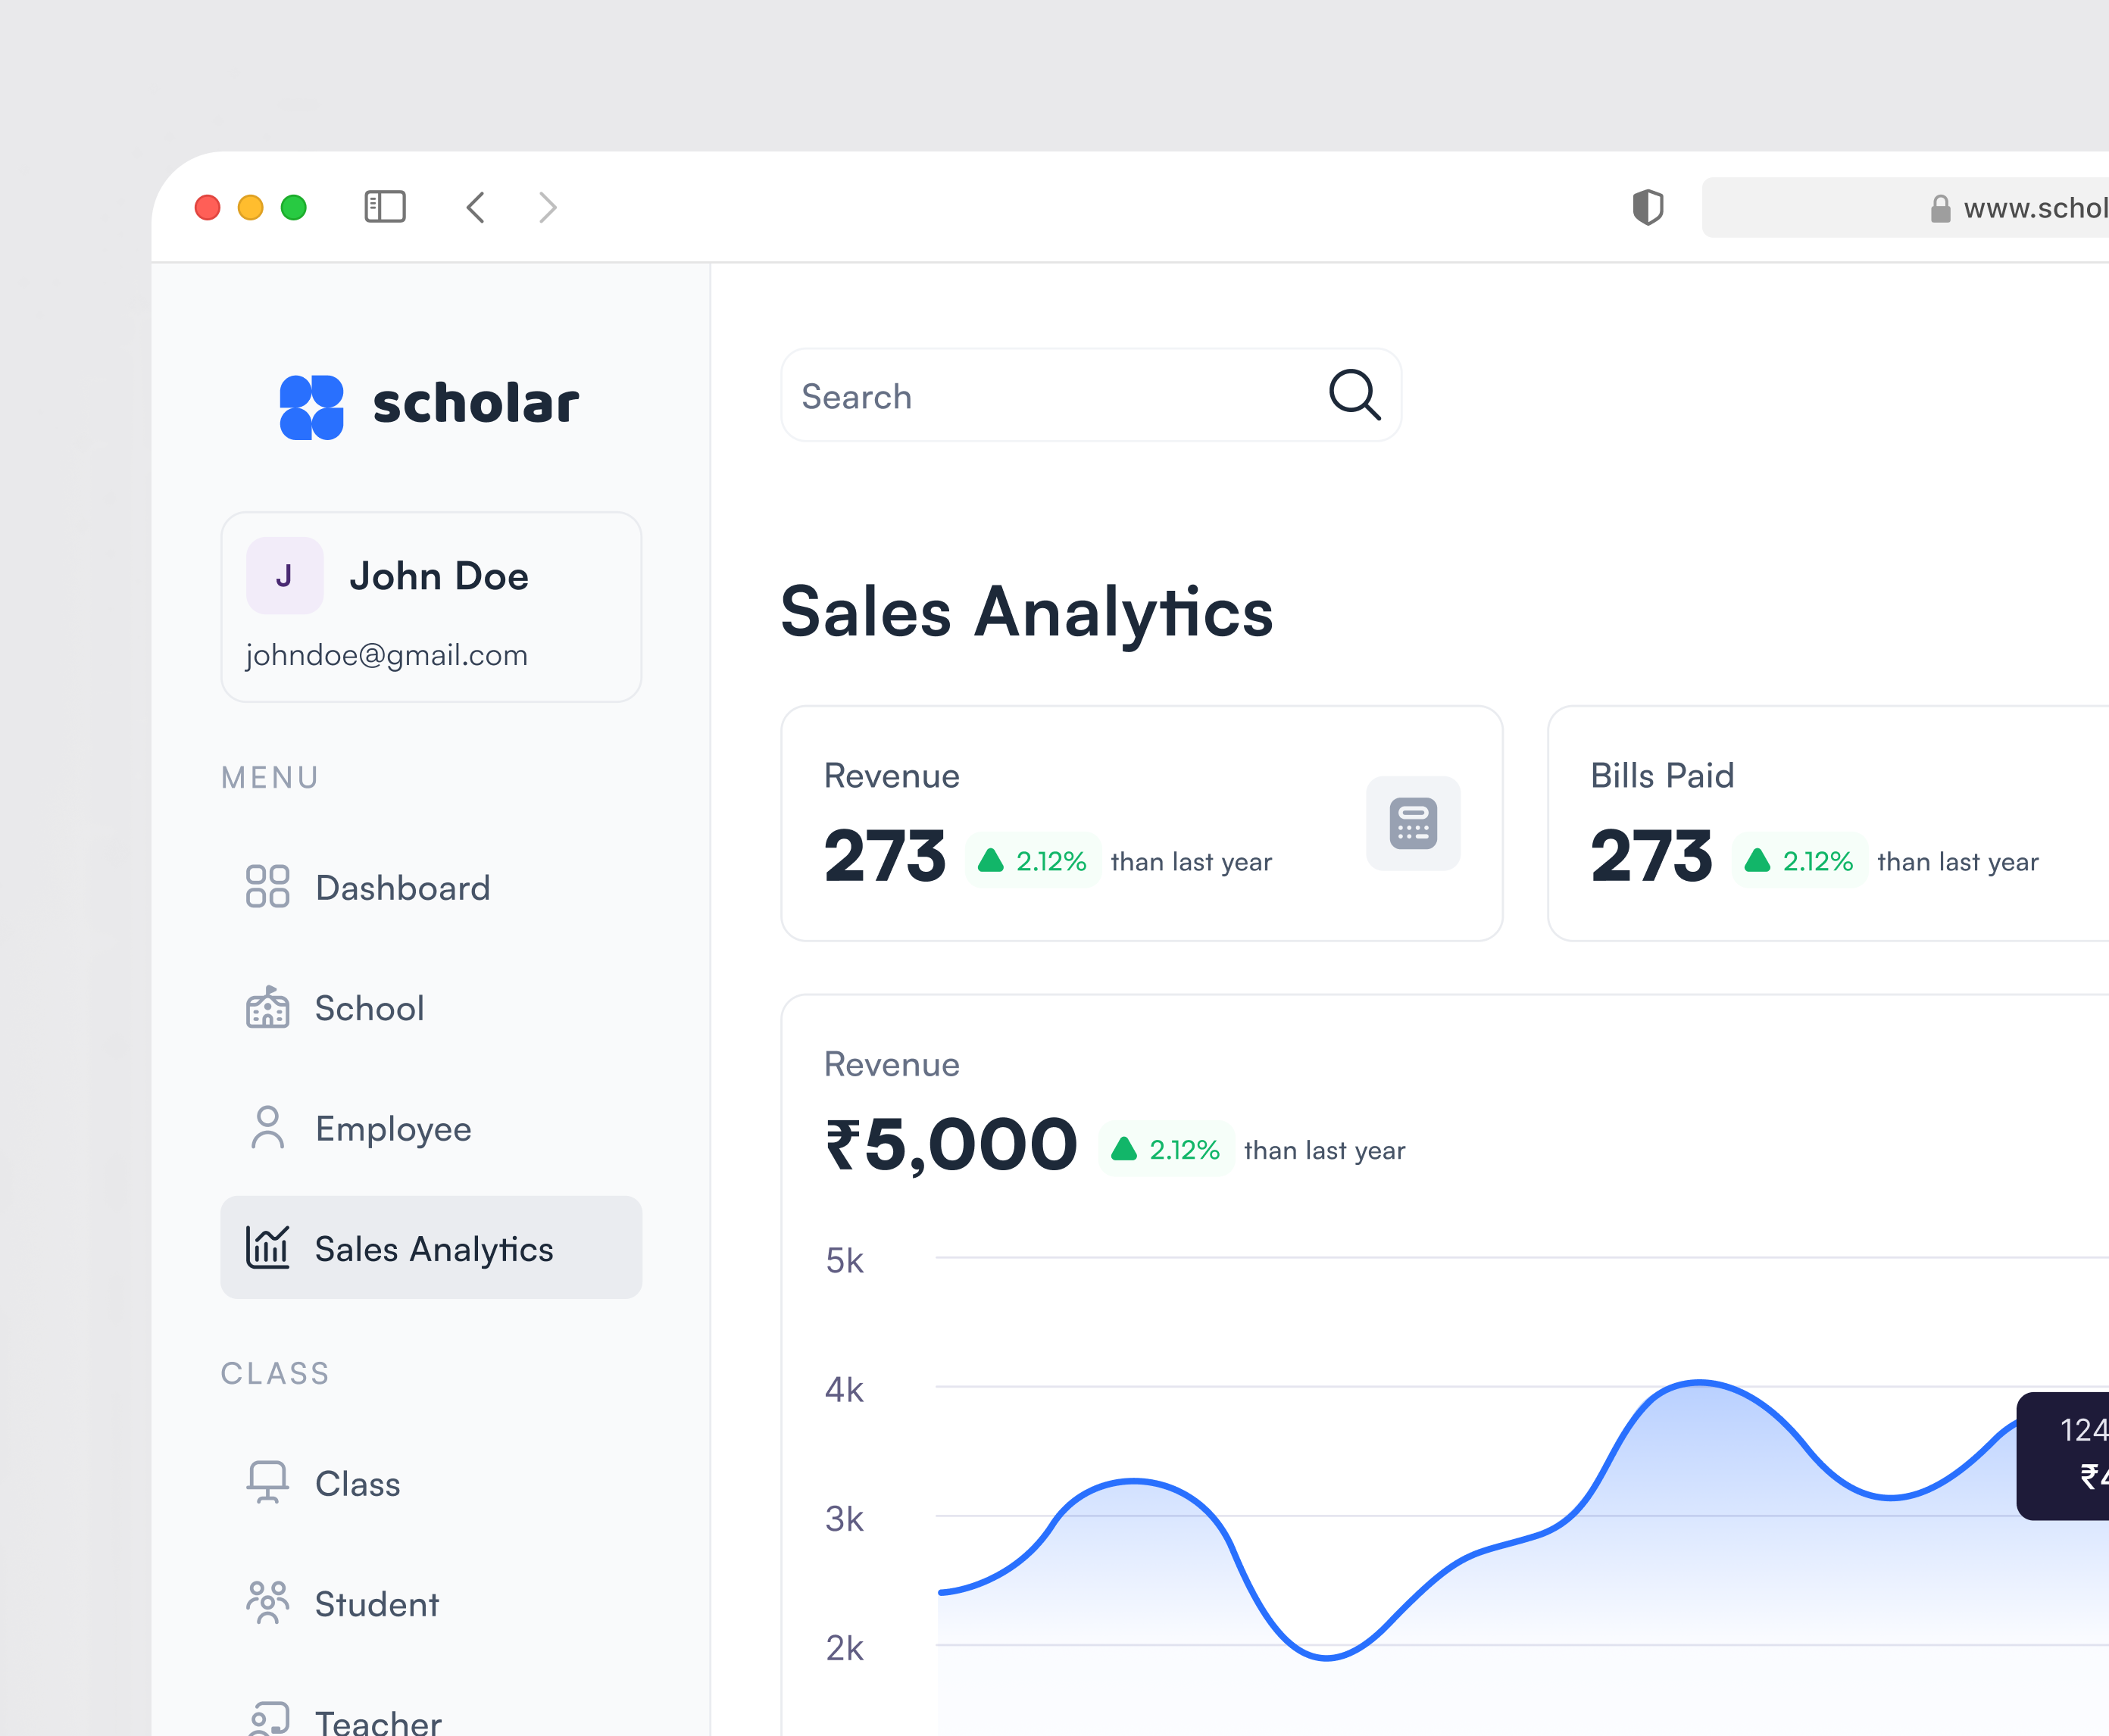 www.schol
scholar
J
John Doe
johndoe@gmail.com
MENU
Dashboard
School
Employee
Sales Analytics
CLASS
Class
Student
Teacher
Search
Sales Analytics
Revenue
273 2.12% than last year
Bills Paid
273 2.12% than last year
Revenue
₹5,000 2.12% than last year
5k
4k
3k
2k
124
₹4